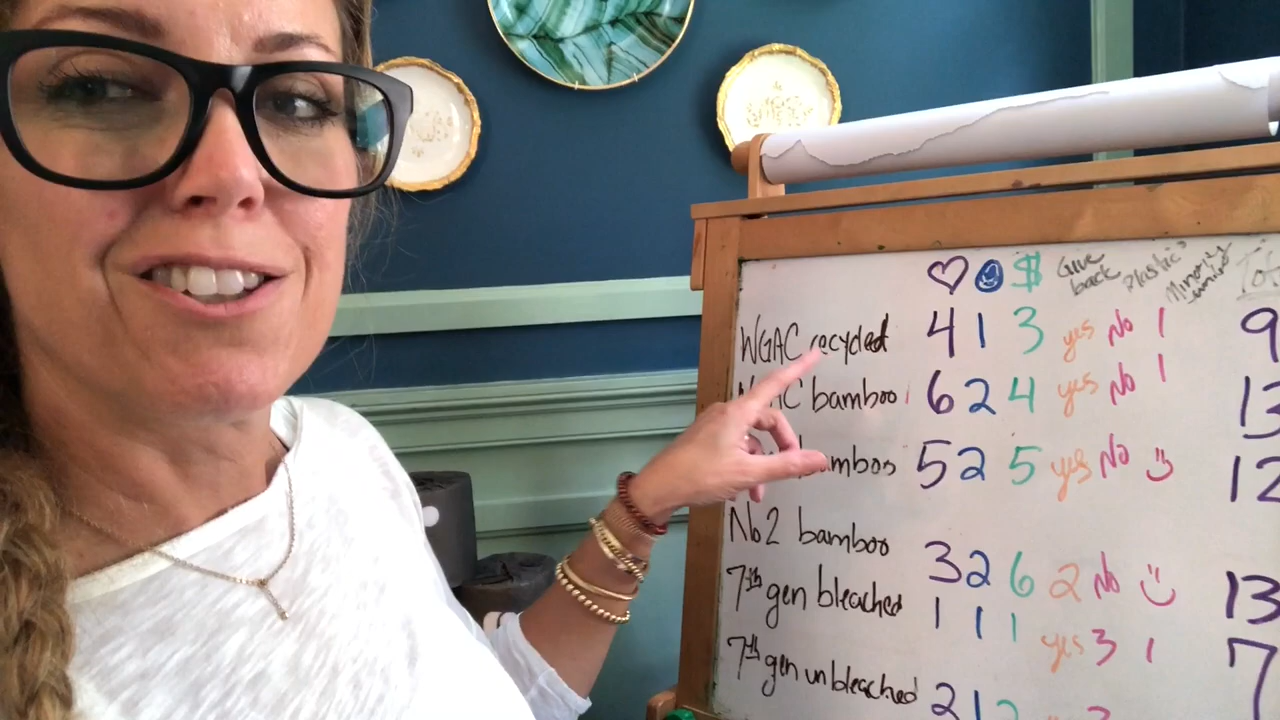 $ Give back Plastic? Minority owned
WGAC recycled 4 1 3 yes No 1 9
bamboo 6 2 4 yes No 1 13
bamboo 5 2 5 yes No 12
No2 bamboo 3 2 6 2 No 13
7th gen bleached 1 1 1 yes 3 1 7
7th gen unbleached 2 1